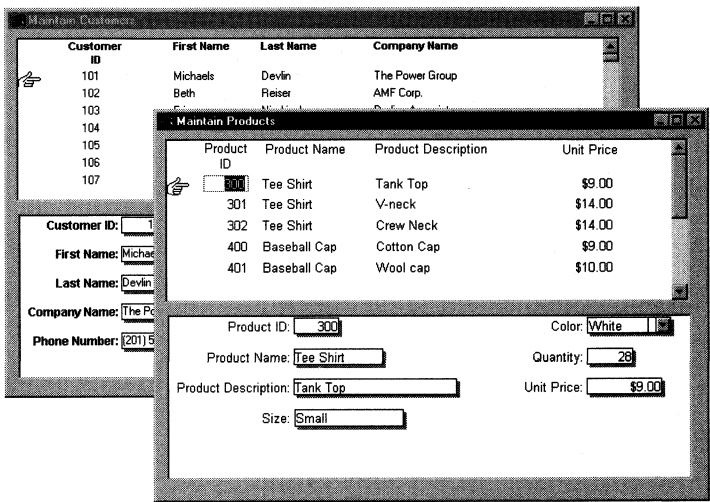 Maintain Customers
Customer ID First Name Last Name Company Name
101 Michaels Devlin The Power Group
102 Beth Reiser AMF Corp.
103
104
105
106
107
Customer ID: 1
First Name: Michae
Last Name: Devlin
Company Name: The Po
Phone Number: (201) 5
Maintain Products
Product ID Product Name Product Description Unit Price
300 Tee Shirt Tank Top $9.00
301 Tee Shirt V-neck $14.00
302 Tee Shirt Crew Neck $14.00
400 Baseball Cap Cotton Cap $9.00
401 Baseball Cap Wool cap $10.00
Product ID: 300 Color: White
Product Name: Tee Shirt Quantity: 28
Product Description: Tank Top Unit Price: $9.00
Size: Small